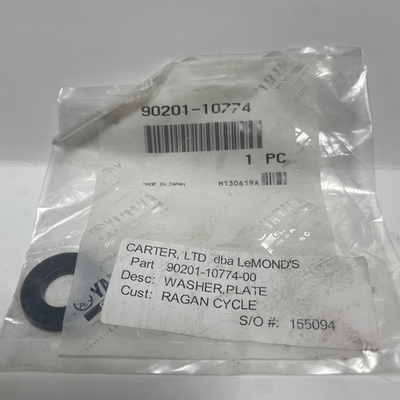 90201-10774
1 PC
MADE IN JAPAN M130619A
CARTER, LTD dba LeMOND'S
Part 90201-10774-00
Desc: WASHER,PLATE
Cust: RAGAN CYCLE
S/O #: 155094